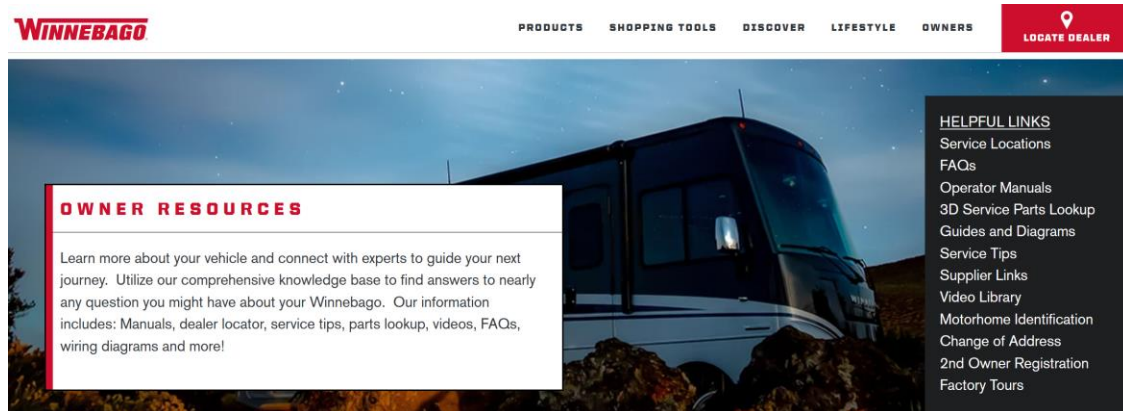 WINNEBAGO
PRODUCTS SHOPPING TOOLS DISCOVER LIFESTYLE OWNERS
LOCATE DEALER
OWNER RESOURCES
Learn more about your vehicle and connect with experts to guide your next
journey. Utilize our comprehensive knowledge base to find answers to nearly
any question you might have about your Winnebago. Our information
includes: Manuals, dealer locator, service tips, parts lookup, videos, FAQs,
wiring diagrams and more!
HELPFUL LINKS
Service Locations
FAQs
Operator Manuals
3D Service Parts Lookup
Guides and Diagrams
Service Tips
Supplier Links
Video Library
Motorhome Identification
Change of Address
2nd Owner Registration
Factory Tours